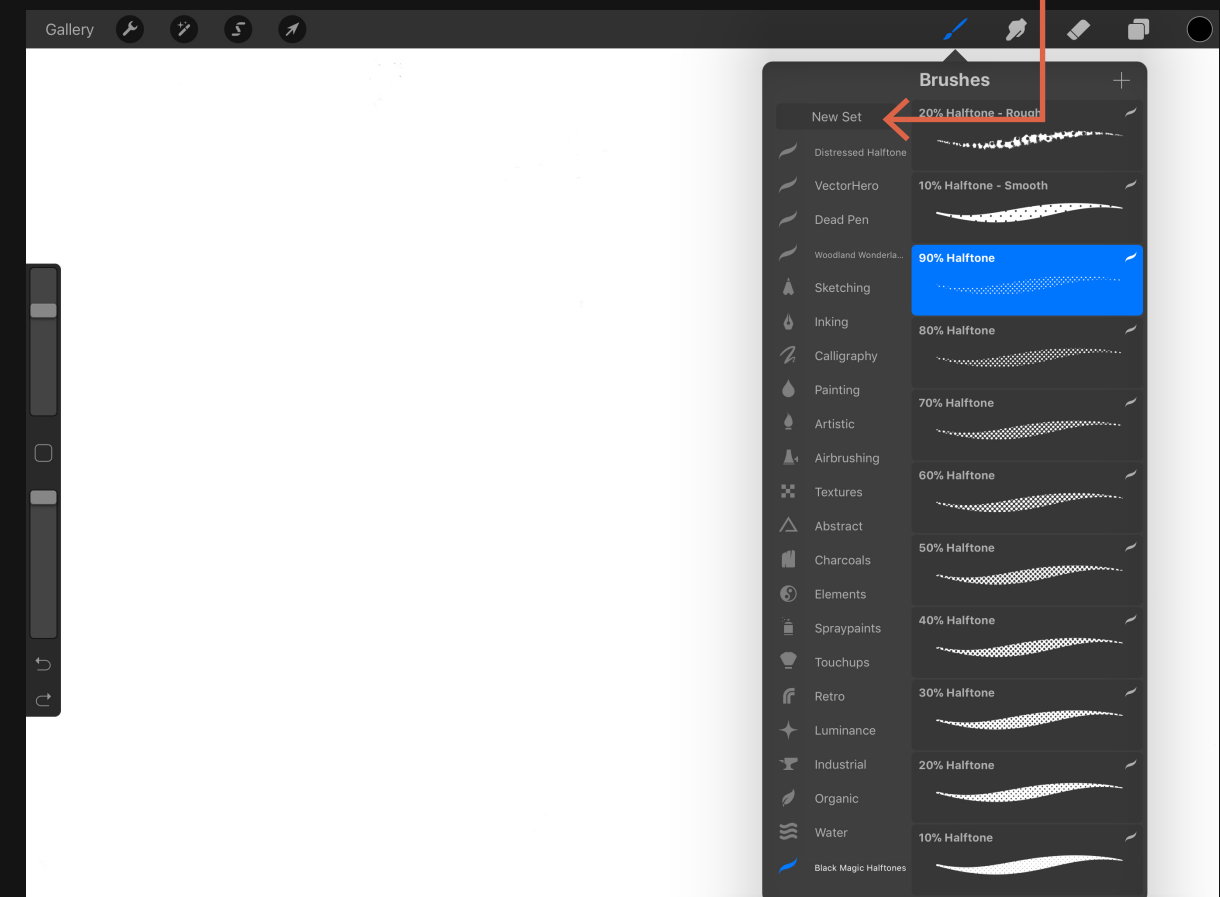 Gallery
Brushes
New Set
Distressed Halftone
VectorHero
Dead Pen
Woodland Wonderla...
Sketching
Inking
Calligraphy
Painting
Artistic
Airbrushing
Textures
Abstract
Charcoals
Elements
Spraypaints
Touchups
Retro
Luminance
Industrial
Organic
Water
Black Magic Halftones
20% Halftone - Rough
10% Halftone - Smooth
90% Halftone
80% Halftone
70% Halftone
60% Halftone
50% Halftone
40% Halftone
30% Halftone
20% Halftone
10% Halftone